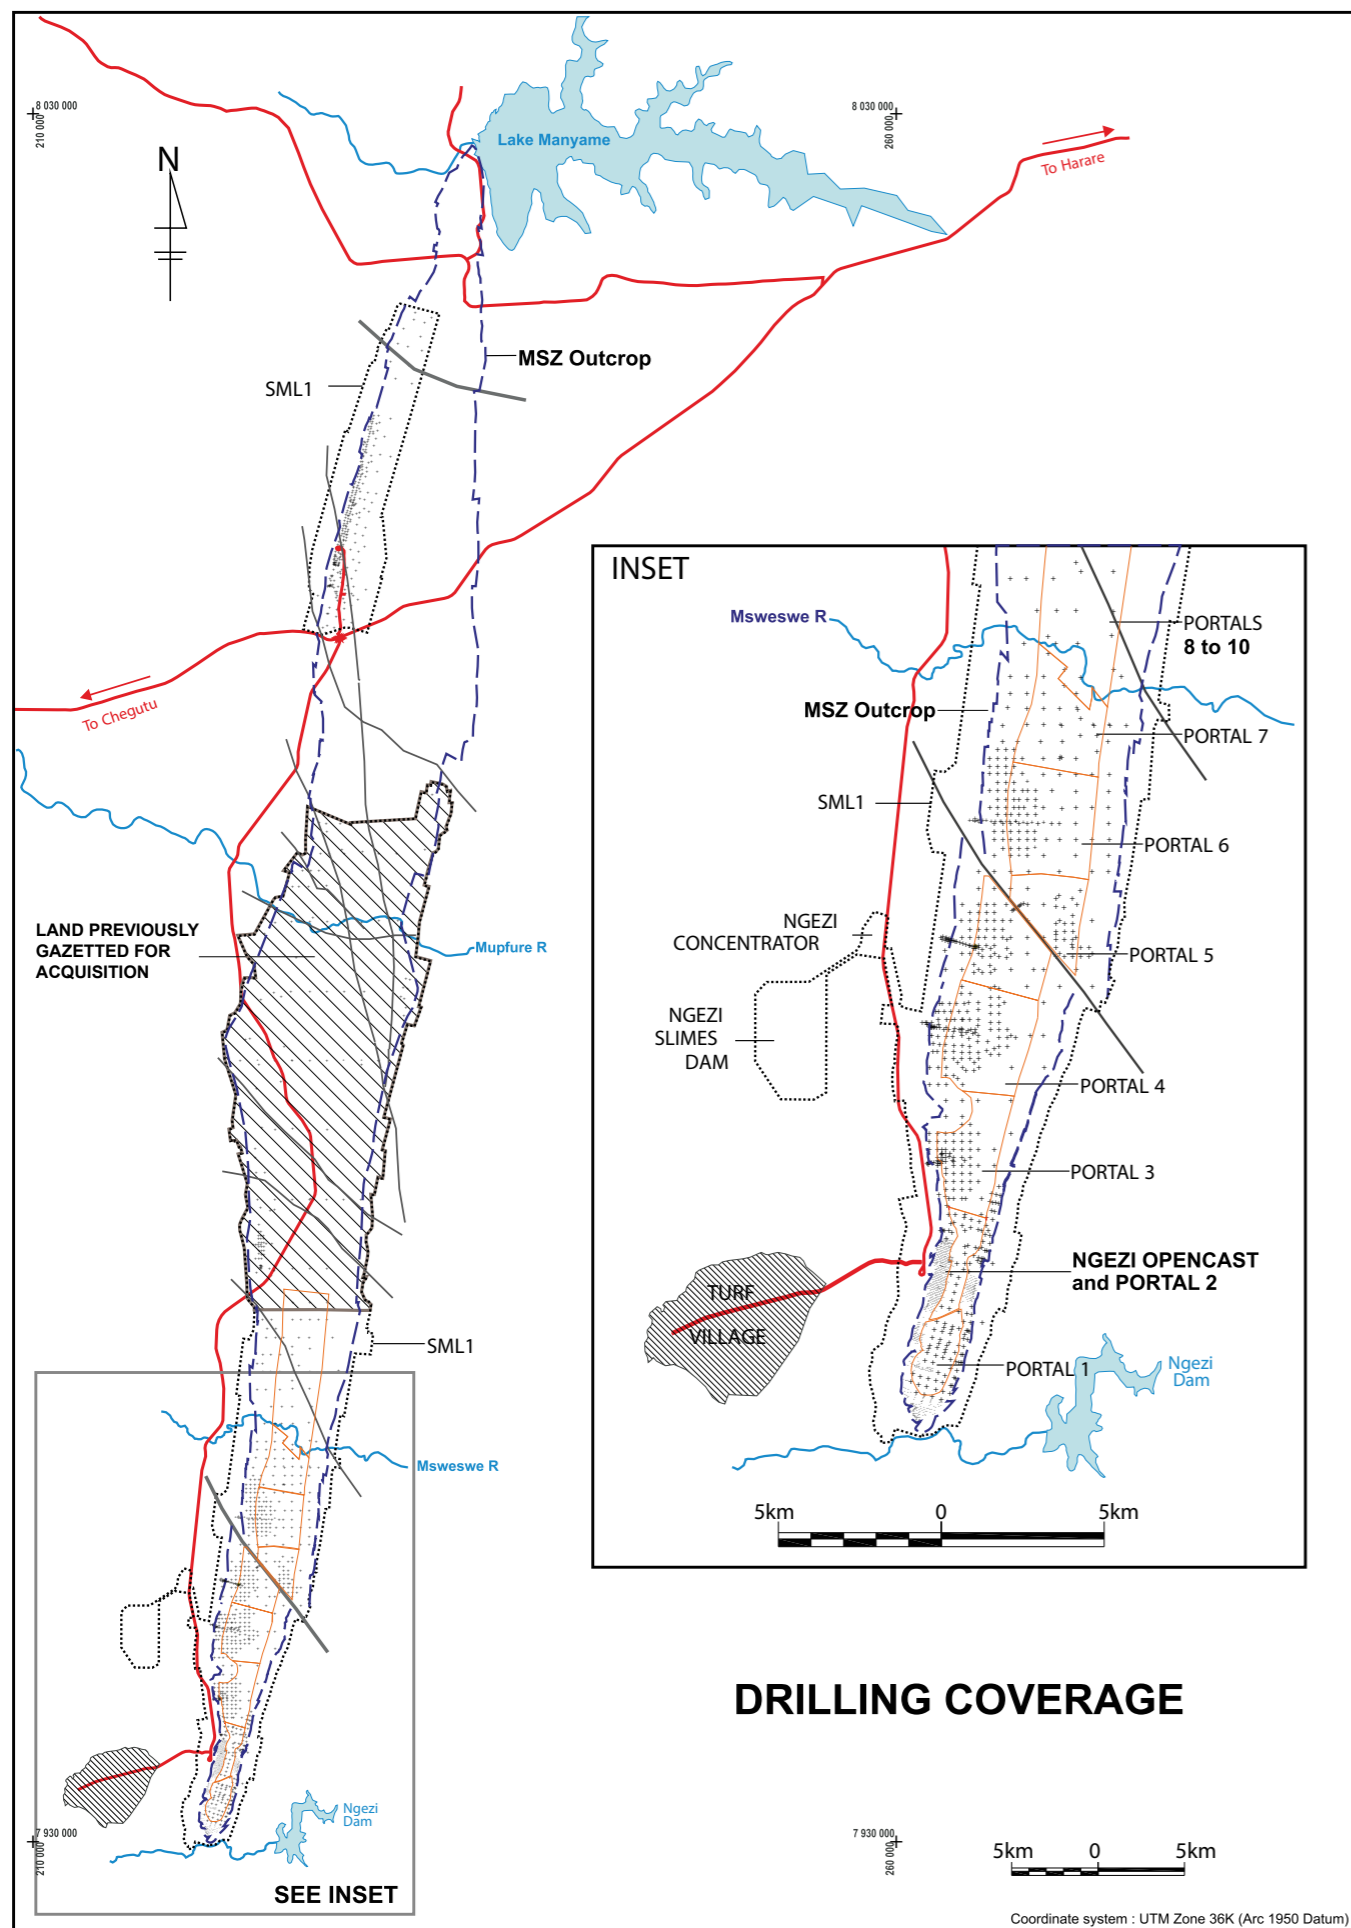 8 030 000
210 000
8 030 000
260 000
N
Lake Manyame
To Harare
MSZ Outcrop
SML1
To Chegutu
LAND PREVIOUSLY
GAZETTED FOR
ACQUISITION
Mupfure R
SML1
Msweswe R
Ngezi
Dam
7 930 000
210 000
SEE INSET
INSET
Msweswe R
PORTALS
8 to 10
MSZ Outcrop
PORTAL 7
SML1
PORTAL 6
NGEZI
CONCENTRATOR
PORTAL 5
NGEZI
SLIMES
DAM
PORTAL 4
PORTAL 3
NGEZI OPENCAST
and PORTAL 2
TURF
VILLAGE
PORTAL 1
Ngezi
Dam
5km
0
5km
DRILLING COVERAGE
7 930 000
260 000
5km
0
5km
Coordinate system : UTM Zone 36K (Arc 1950 Datum)